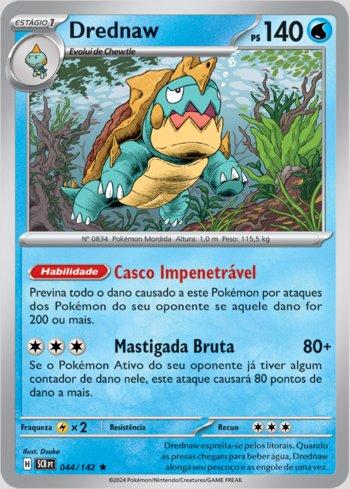 ESTÁGIO 1
Drednaw
PS 140
Evolui de Chewtle
Nº 0834 Pokémon Mordida Altura: 1,0 m Peso: 115,5 kg
Habilidade Casco Impenetrável
Previna todo o dano causado a este Pokémon por ataques
dos Pokémon do seu oponente se aquele dano for
200 ou mais.
Mastigada Bruta 80+
Se o Pokémon Ativo do seu oponente já tiver algum
contador de dano nele, este ataque causará 80 pontos de
dano a mais.
Fraqueza ×2 Resistência Recuo
Ilust. Dsuke
H SCR PT 044/142 ★
Drednaw espreita-se pelos litorais. Quando
as presas chegam para beber água, Drednaw
alonga seu pescoço e as engole de uma vez.
©2024 Pokémon/Nintendo/Creatures/GAME FREAK